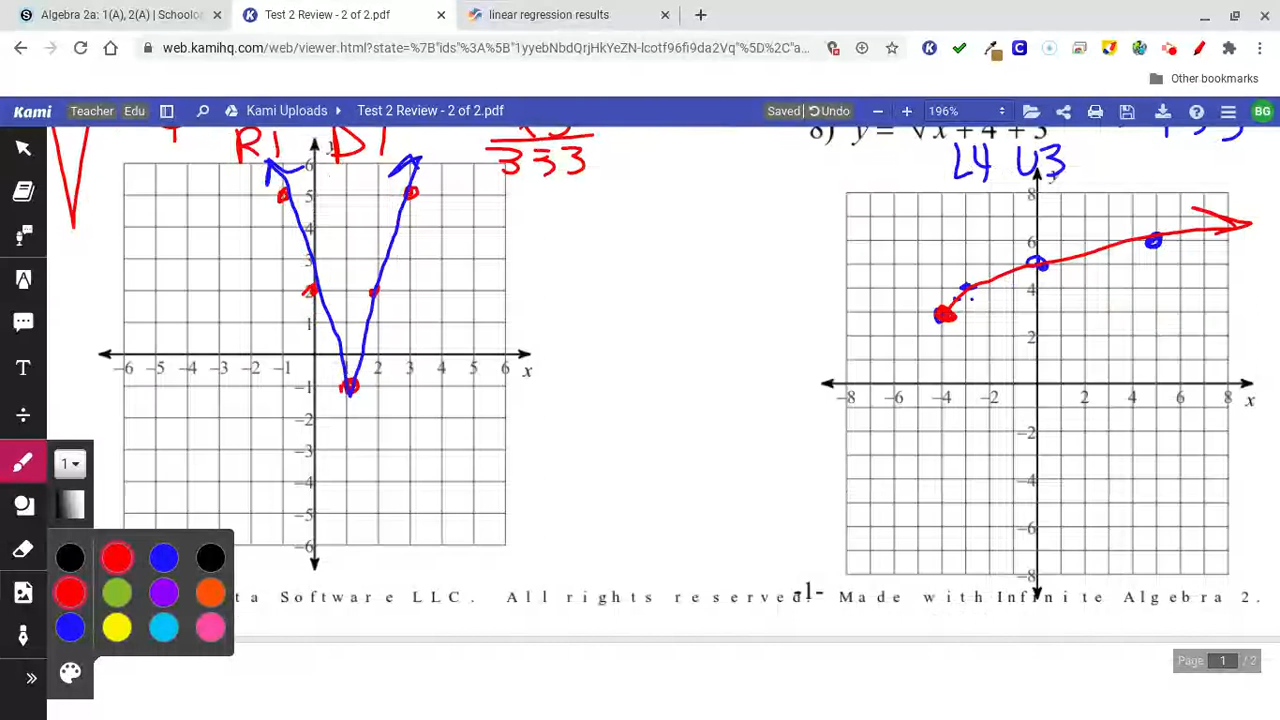 Algebra 2a: 1(A), 2(A) | Schoolo
Test 2 Review - 2 of 2.pdf
linear regression results
web.kamihq.com/web/viewer.html?state=%7B"ids"%3A%5B"1yyebNbdQrjHkYeZN-lcotf96fi9da2Vq"%5D%2C"a...
Other bookmarks
Kami
Teacher
Edu
Kami Uploads
Test 2 Review - 2 of 2.pdf
Saved
Undo
196%
BG
R1 D1
333
y = √x + 4 + 3
L4 U3
y
6
5
4
3
2
1
-6 -5 -4 -3 -2 -1 1 2 3 4 5 6 x
-1
-2
-3
-4
-5
-6
8
6
4
2
-8 -6 -4 -2 2 4 6 8 x
-2
-4
-6
-8
1
ta Software LLC. All rights reserved. Made with Infinite Algebra 2.
-1-
Page 1 / 2